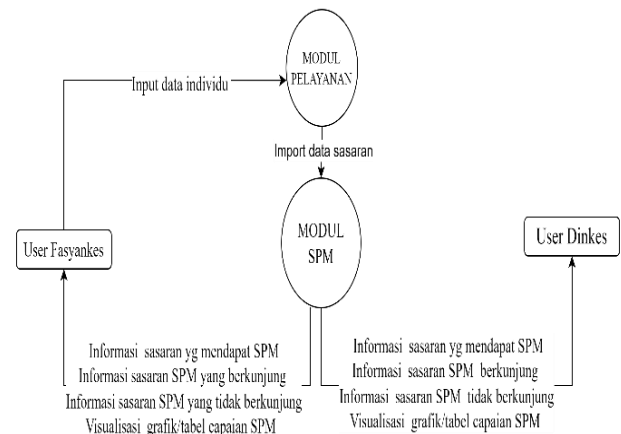 MODUL
PELAYANAN
Input data individu
Import data sasaran
MODUL
SPM
User Fasyankes
User Dinkes
Informasi sasaran yg mendapat SPM
Informasi sasaran SPM yang berkunjung
Informasi sasaran SPM yang tidak berkunjung
Visualisasi grafik/tabel capaian SPM
Informasi sasaran yg mendapat SPM
Informasi sasaran SPM berkunjung
Informasi sasaran SPM tidak berkunjung
Visualisasi grafik/tabel capaian SPM